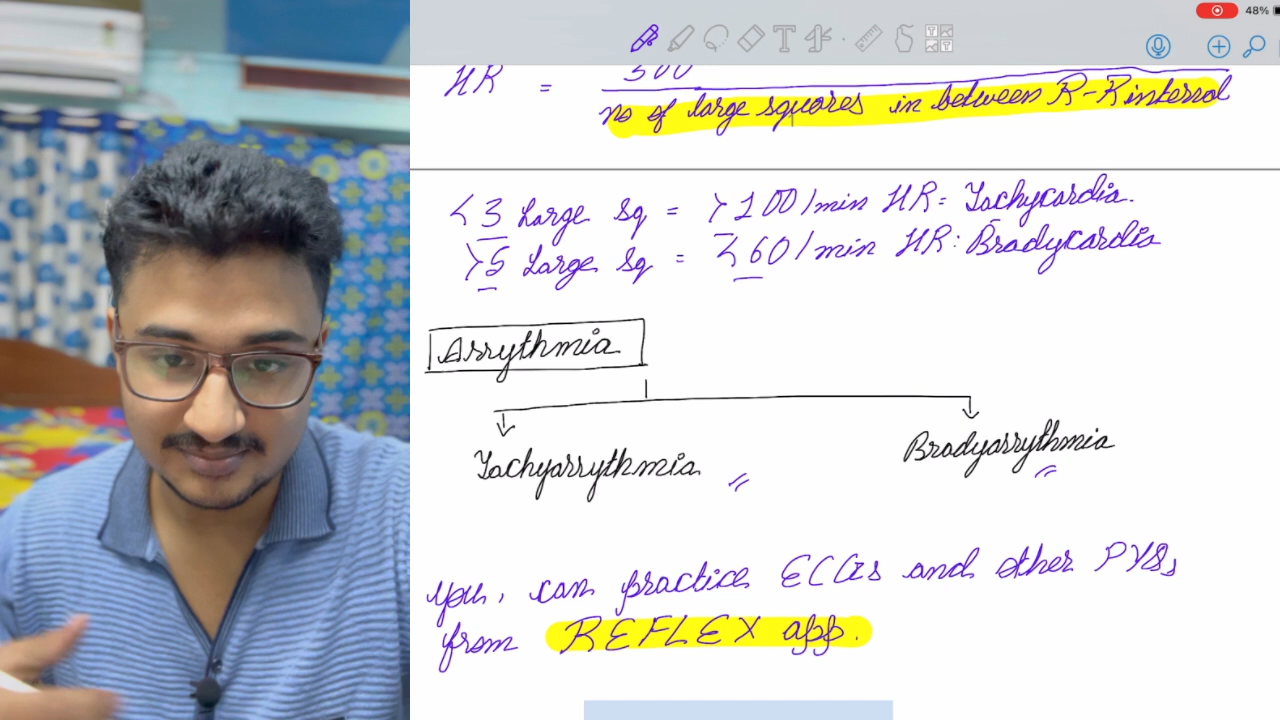 48%
HR = 300
no of large squares in between R-R interval
< 3 Large Sq = > 100/min HR: Tachycardia.
> 5 Large Sq = < 60/min HR: Bradycardia
Arrythmia
Tachyarrythmia
Bradyarrythmia
you, can practice ECGs and other PYQs
from REFLEX app.